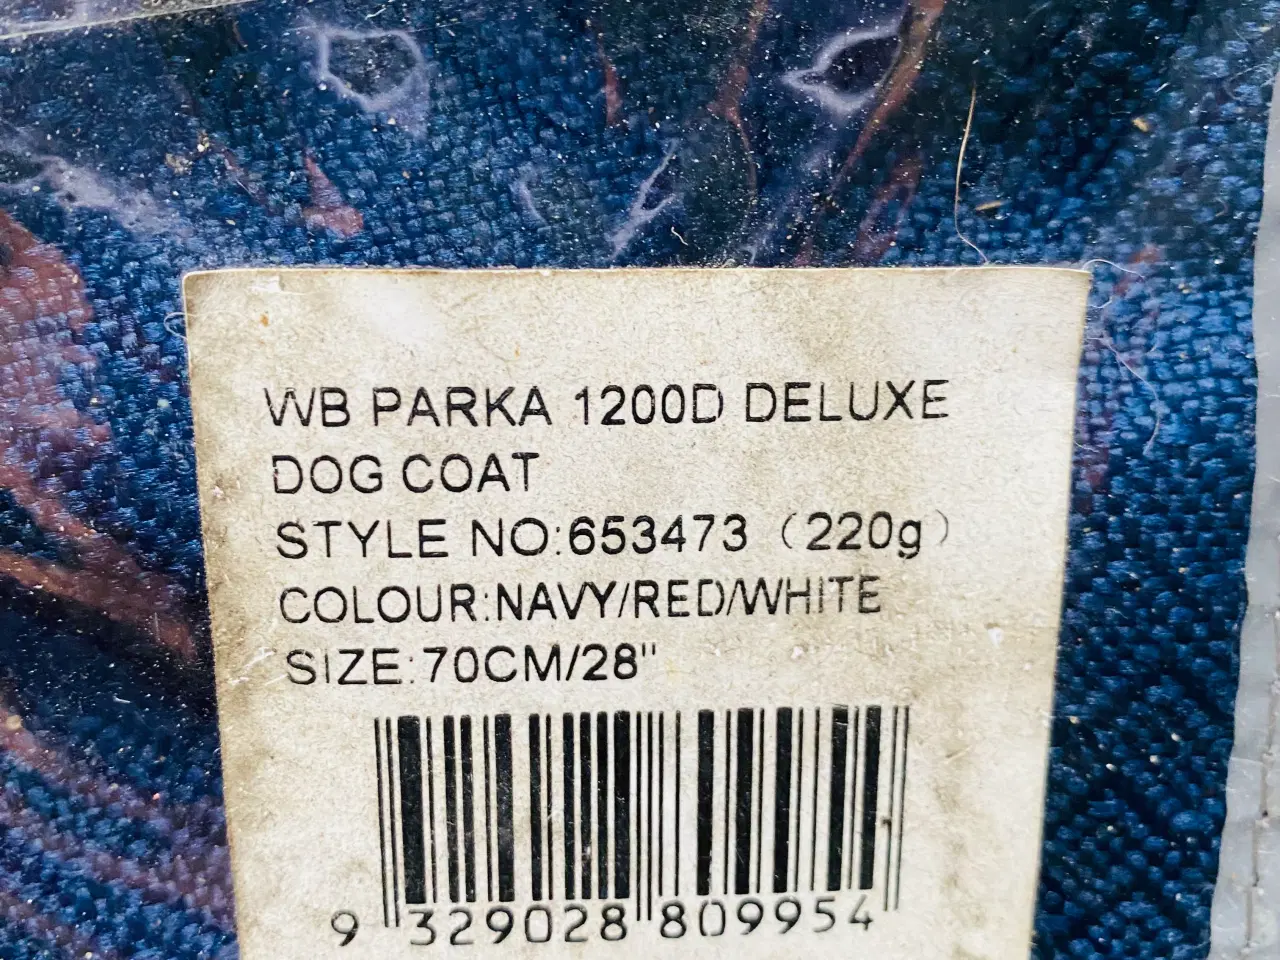 WB PARKA 1200D DELUXE
DOG COAT
STYLE NO:653473 (220g)
COLOUR:NAVY/RED/WHITE
SIZE:70CM/28"
9 329028 809954